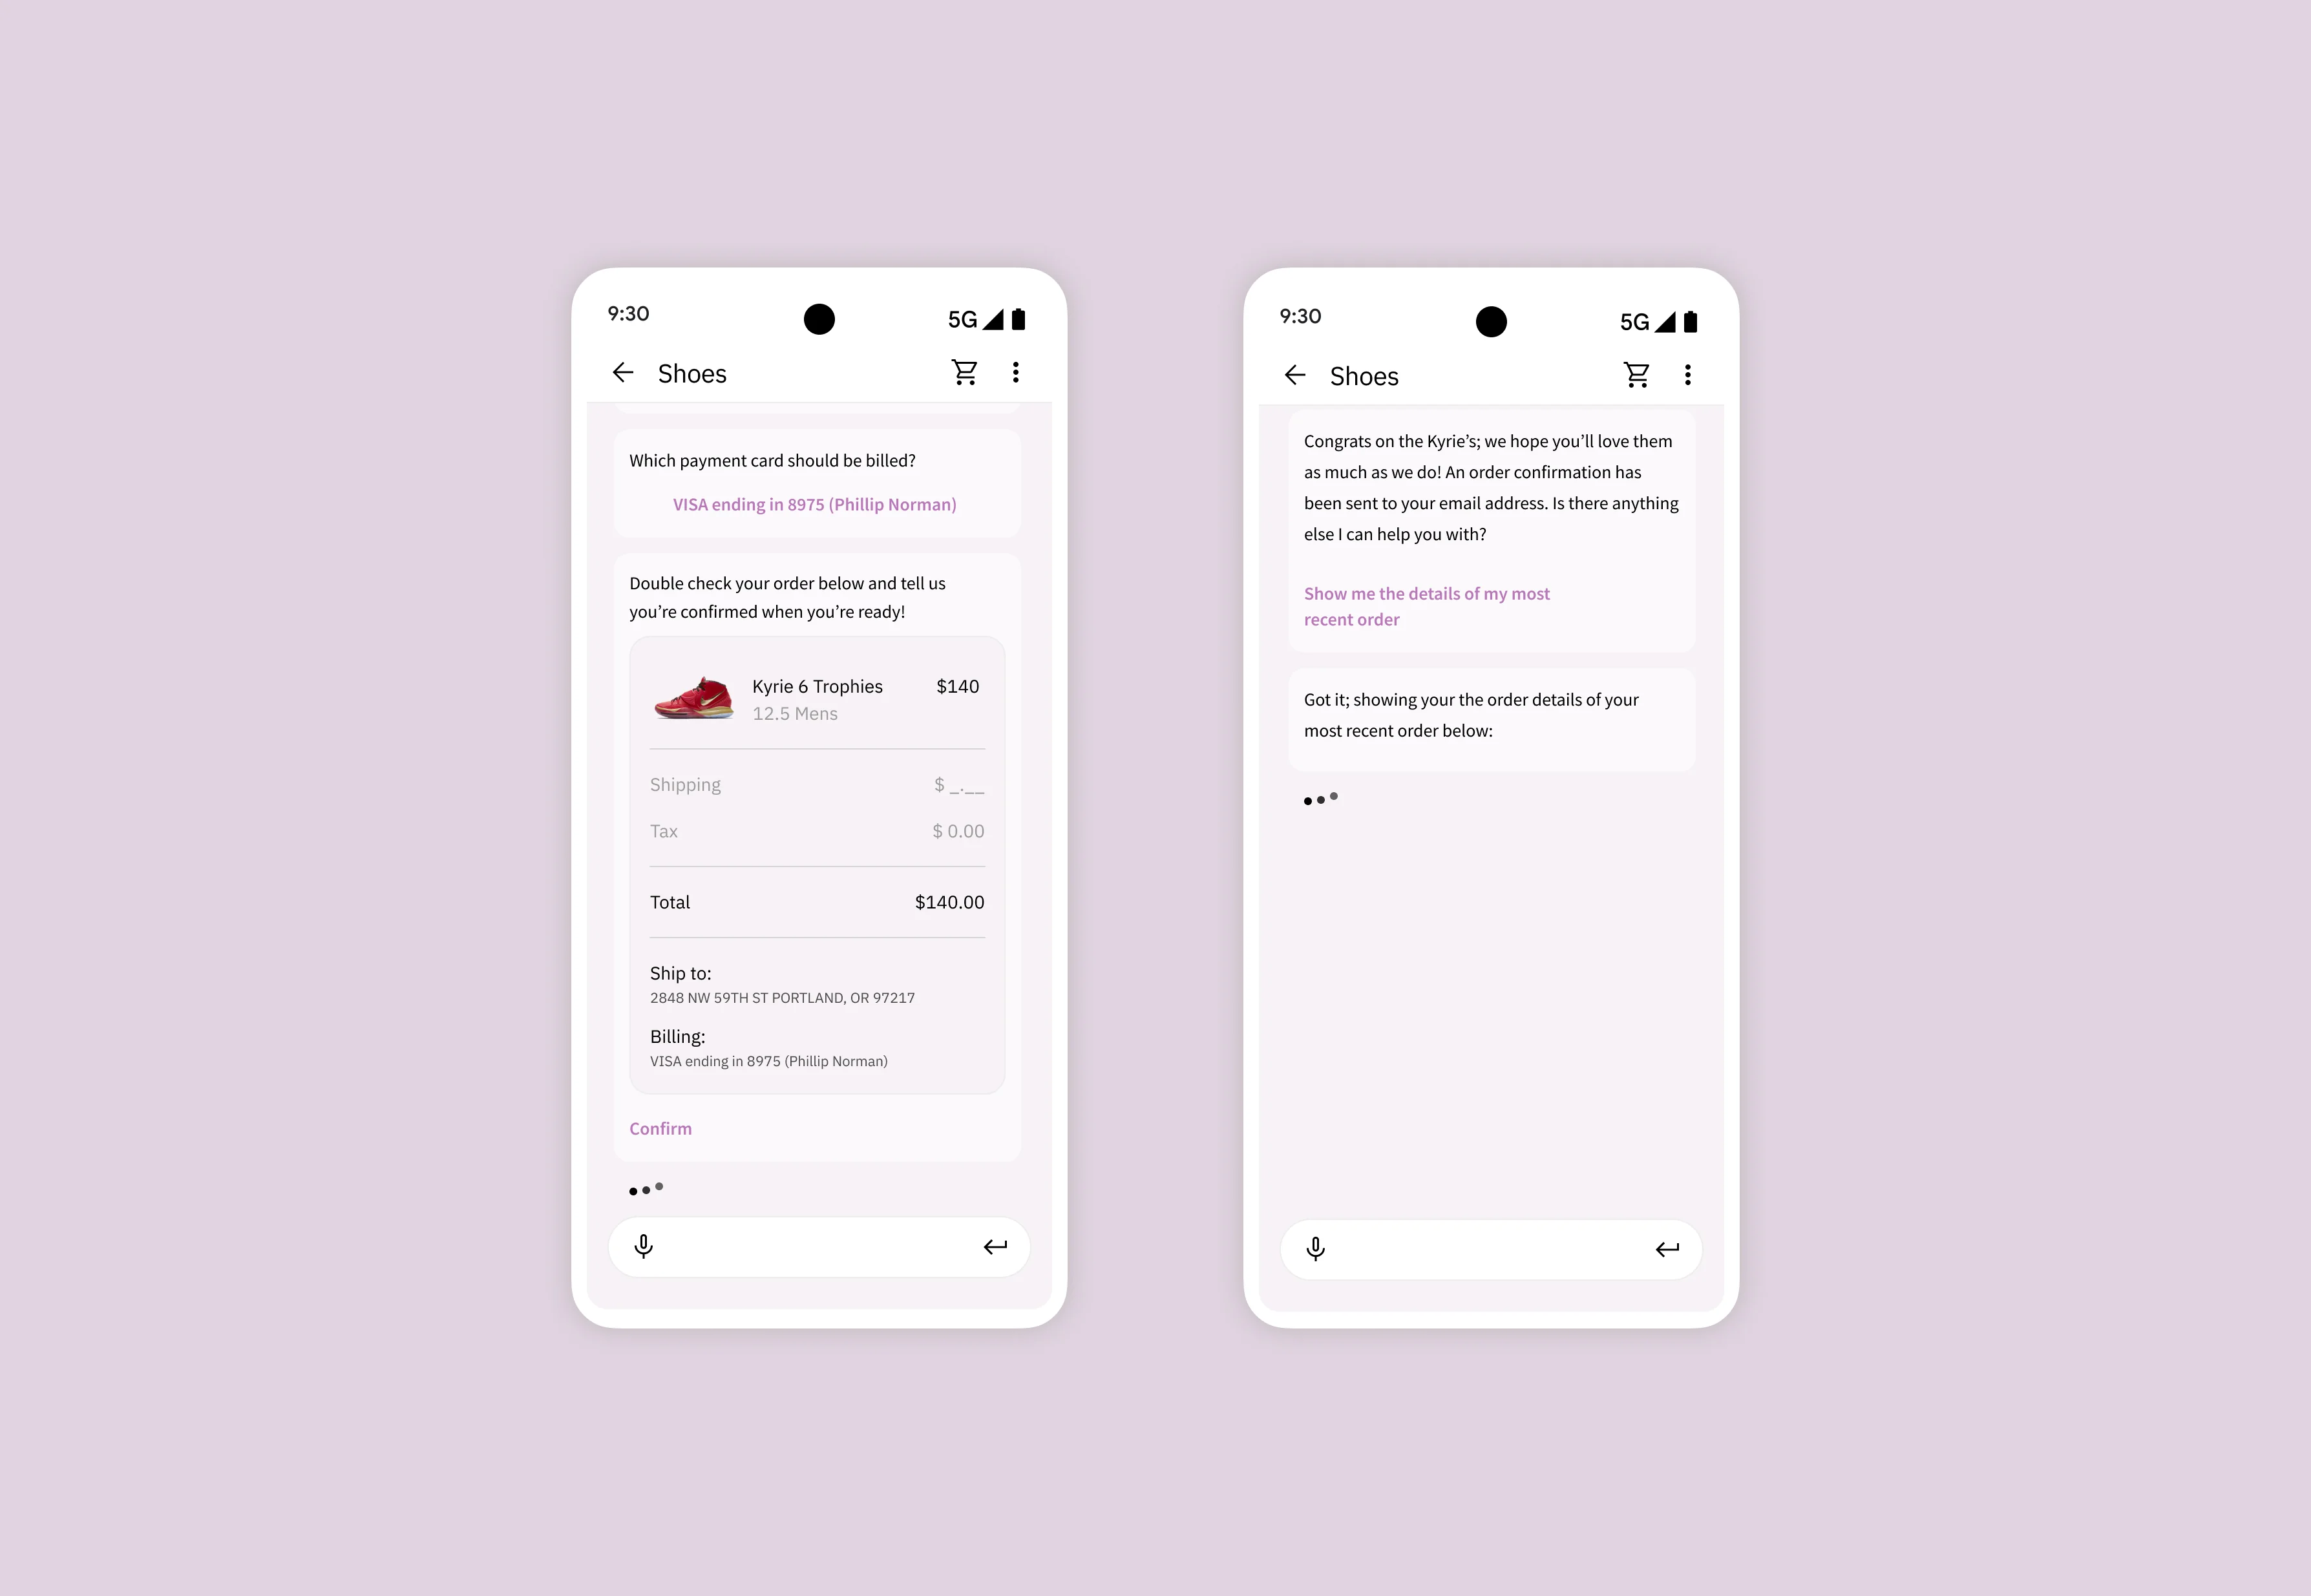 9:30
5G
Shoes
Which payment card should be billed?
VISA ending in 8975 (Phillip Norman)
Double check your order below and tell us
you’re confirmed when you’re ready!
Kyrie 6 Trophies $140
12.5 Mens
Shipping $ _.__
Tax $ 0.00
Total $140.00
Ship to:
2848 NW 59TH ST PORTLAND, OR 97217
Billing:
VISA ending in 8975 (Phillip Norman)
Confirm
9:30
5G
Shoes
Congrats on the Kyrie’s; we hope you’ll love them
as much as we do! An order confirmation has
been sent to your email address. Is there anything
else I can help you with?
Show me the details of my most
recent order
Got it; showing your the order details of your
most recent order below: